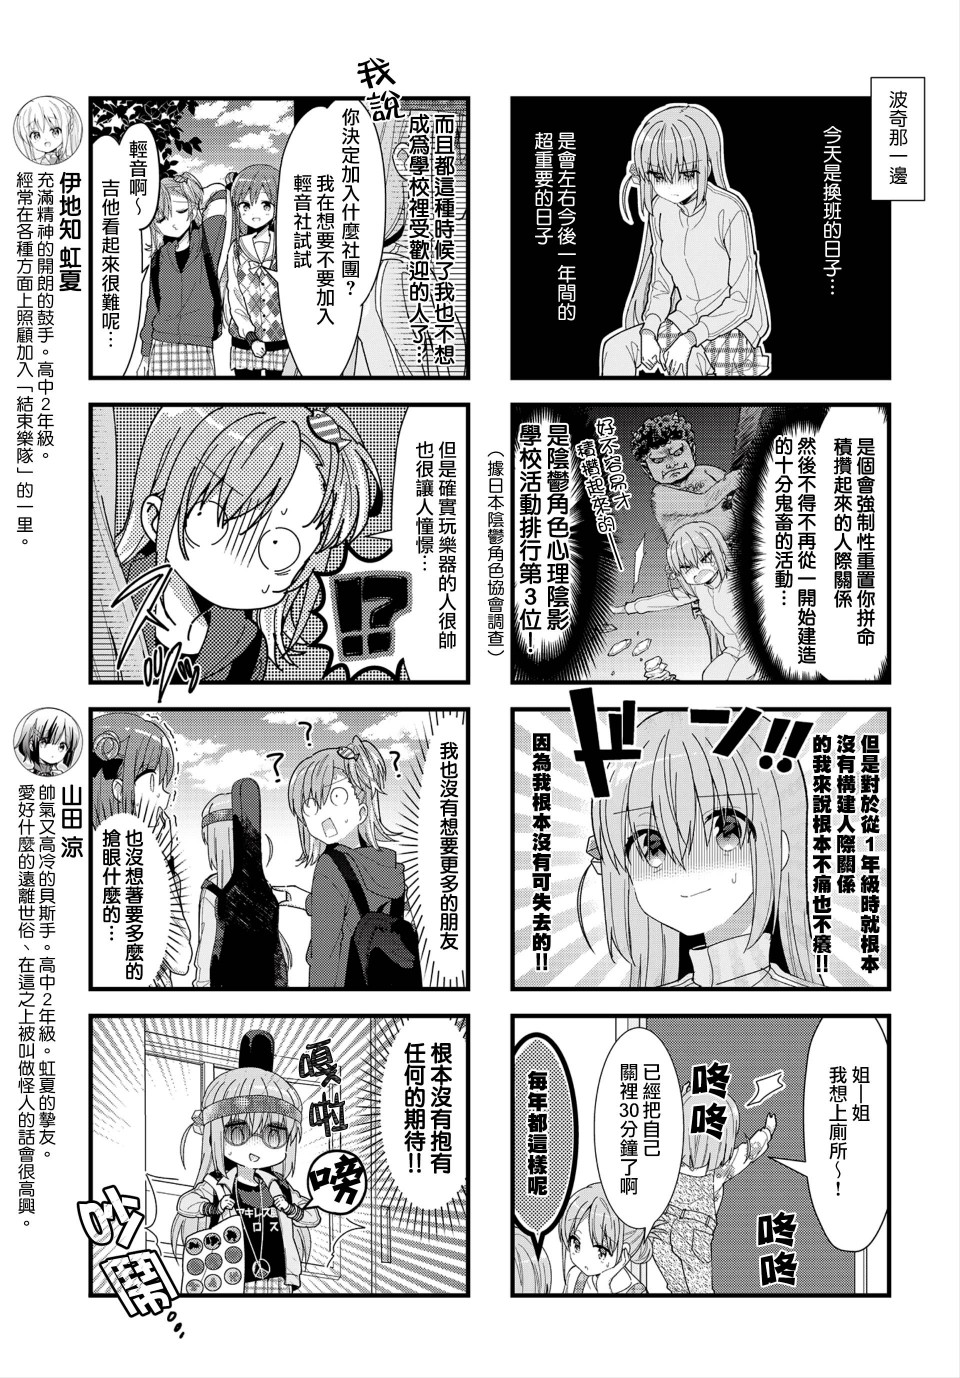 波奇那一邊
今天是換班的日子…
是會左右今後一年間的
超重要的日子
是個會強制性重置你拼命
積攢起來的人際關係
然後不得不再從一開始建造
的十分鬼畜的活動…
好不容易才
積攢起來的——
是陰鬱角色心理陰影
學校活動排行第3位！
（據日本陰鬱角色協會調查）
ドン!!
但是對於從1年級時就根本
沒有構建人際關係
的我來說根本不痛也不癢!!
因為我根本沒有可失去的!!
姐—姐
我想上廁所～！
咚咚
咚咚
已經把自己
關裡30分鐘了啊
每年都這樣呢
我說
而且都這種時候了我也不想
成為學校裡受歡迎的人了…
你決定加入什麼社團？
我在想要不要加入
輕音社試試
輕音啊～
吉他看起來很難呢…
但是確實玩樂器的人很帥
也很讓人憧憬…
!?
我也沒有想要更多的朋友
?
?
?
也沒想著要多麼的
搶眼什麼的…
根本沒有抱有
任何的期待!!
嘎啦
嗙
アキレス
ロス
吵鬧…
伊地知 虹夏
充滿精神的開朗的鼓手。高中2年級。
經常在各種方面上照顧加入「結束樂隊」的一里。
山田 涼
帥氣又高冷的貝斯手。高中2年級。虹夏的摯友。
愛好什麼的遠離世俗、在這之上被叫做怪人的話會很高興。